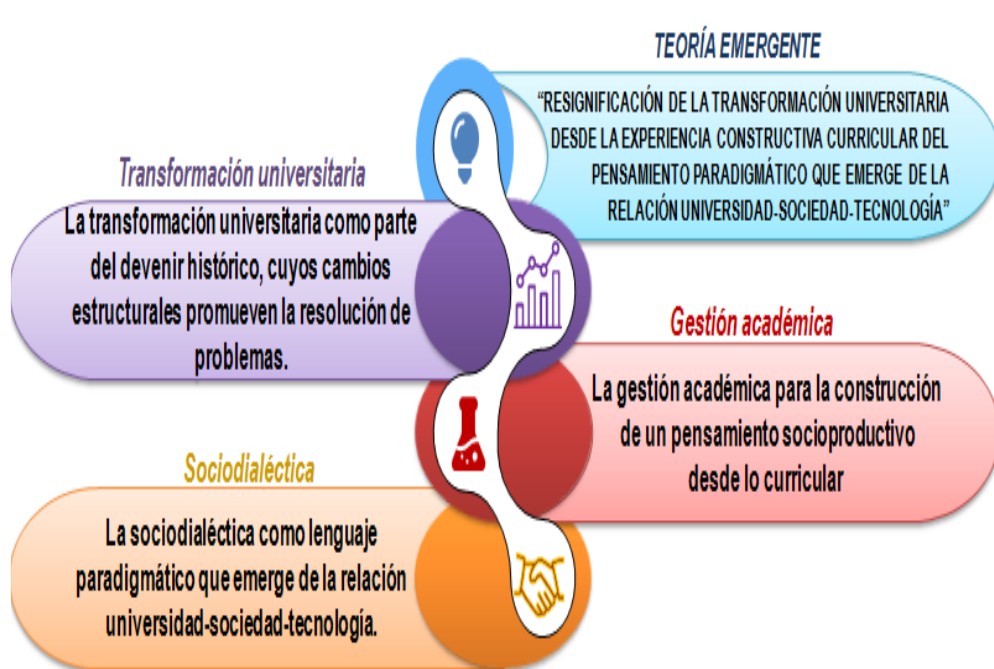 TEORÍA EMERGENTE
“RESIGNIFICACIÓN DE LA TRANSFORMACIÓN UNIVERSITARIA
DESDE LA EXPERIENCIA CONSTRUCTIVA CURRICULAR DEL
PENSAMIENTO PARADIGMÁTICO QUE EMERGE DE LA
RELACIÓN UNIVERSIDAD-SOCIEDAD-TECNOLOGÍA”
Transformación universitaria
La transformación universitaria como parte
del devenir histórico, cuyos cambios
estructurales promueven la resolución de
problemas.
Gestión académica
La gestión académica para la construcción
de un pensamiento socioproductivo
desde lo curricular
Sociodialéctica
La sociodialéctica como lenguaje
paradigmático que emerge de la relación
universidad-sociedad-tecnología.